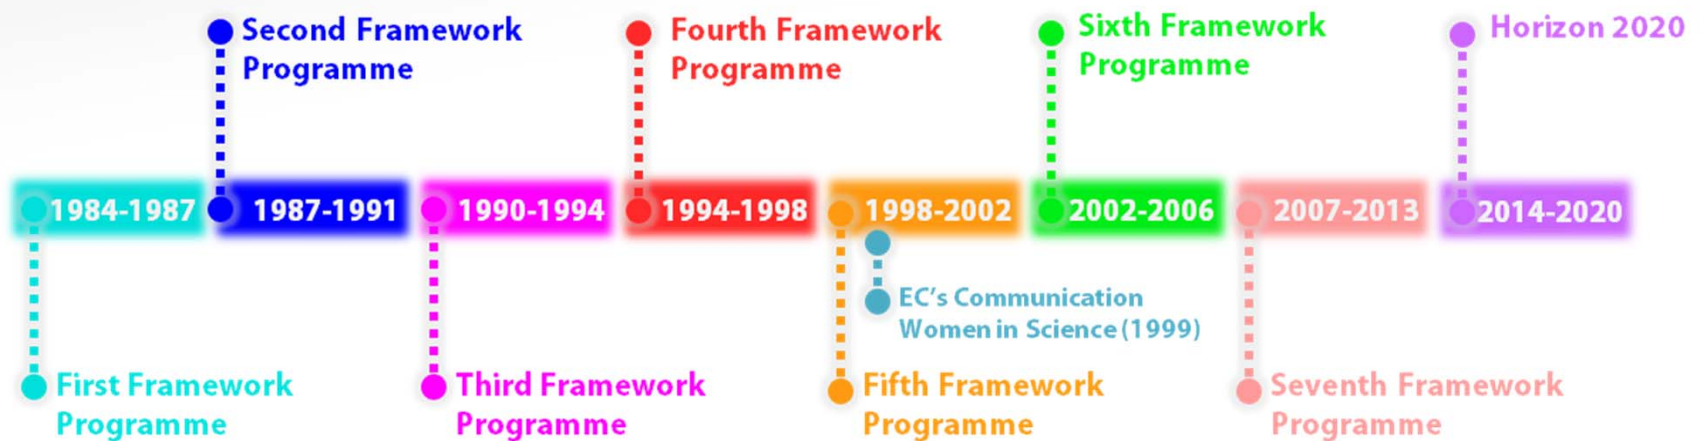 Second Framework
Programme
Fourth Framework
Programme
Sixth Framework
Programme
Horizon 2020
1984-1987
1987-1991
1990-1994
1994-1998
1998-2002
2002-2006
2007-2013
2014-2020
EC's Communication
Women in Science (1999)
First Framework
Programme
Third Framework
Programme
Fifth Framework
Programme
Seventh Framework
Programme